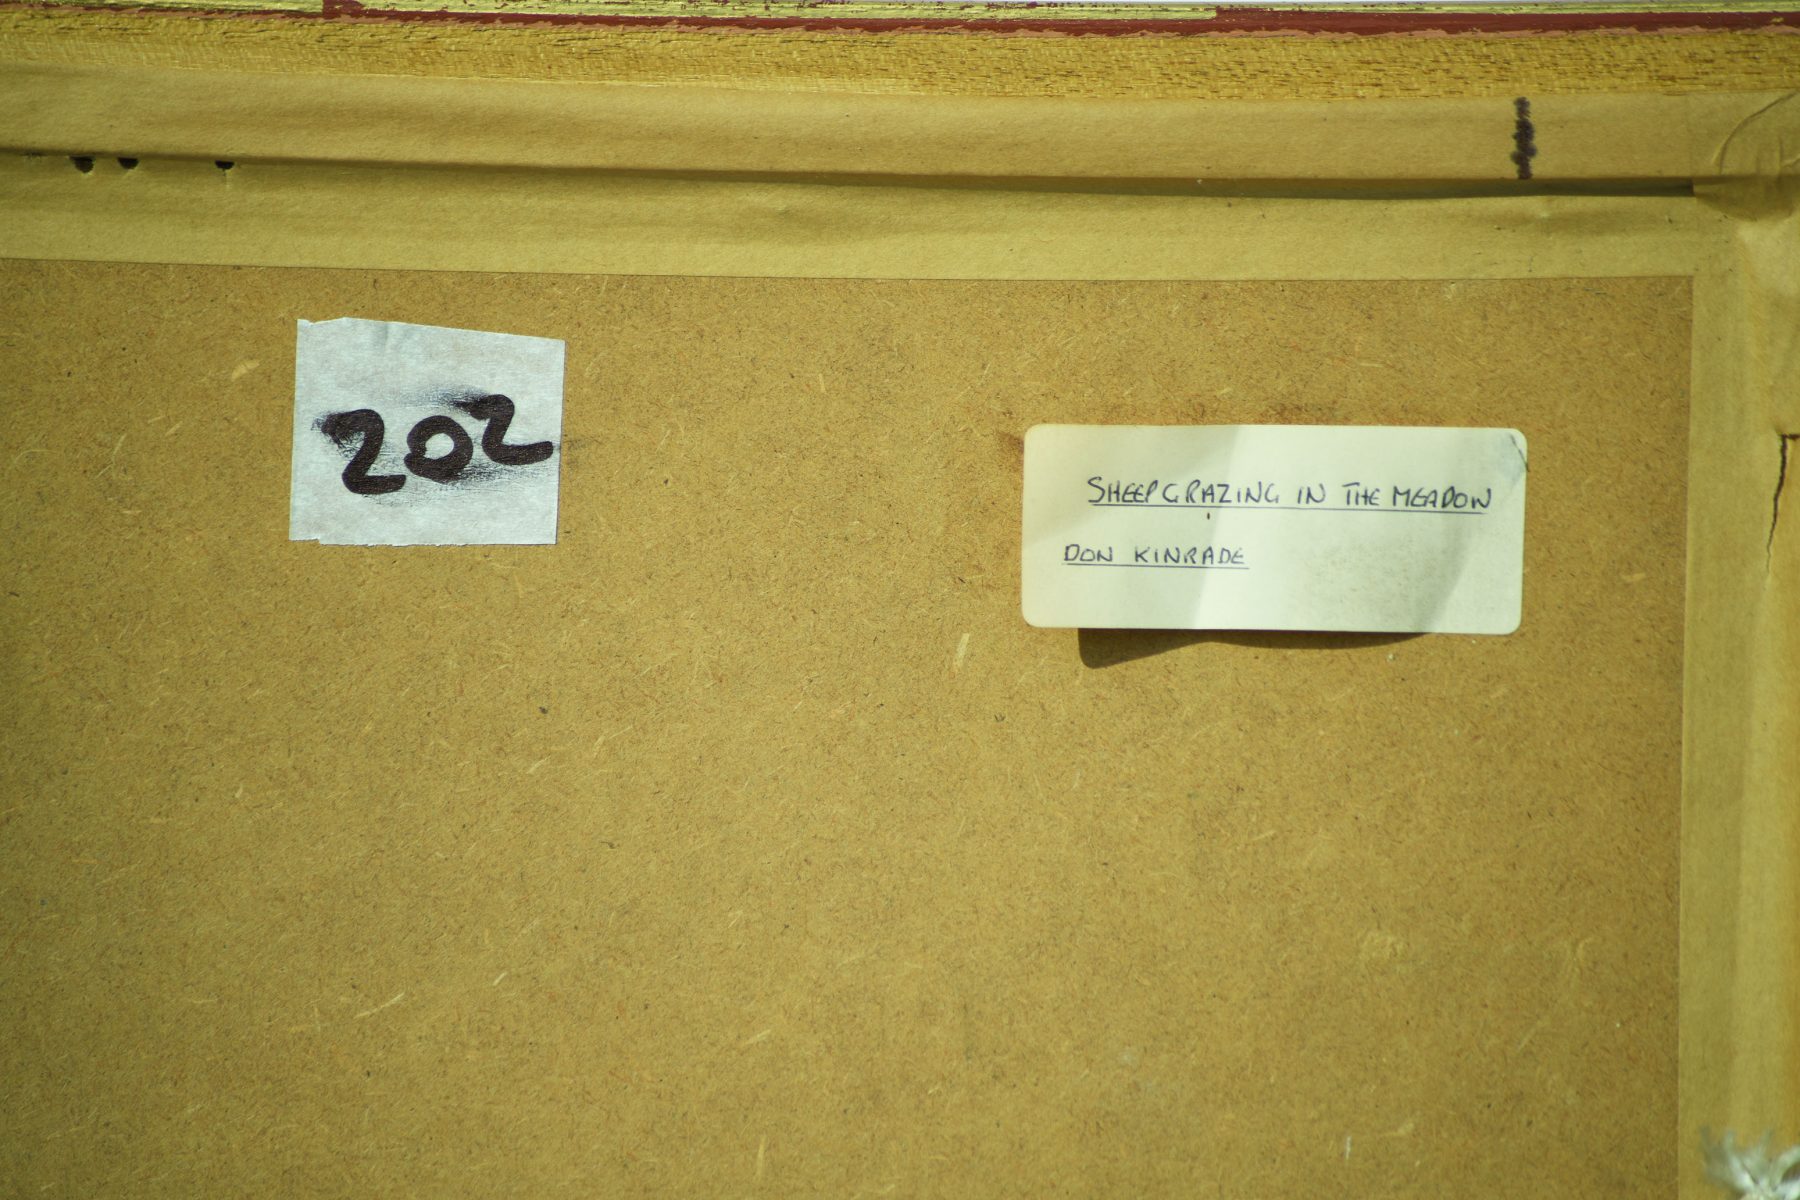 202
SHEEP GRAZING IN THE MEADOW
DON KINRADE